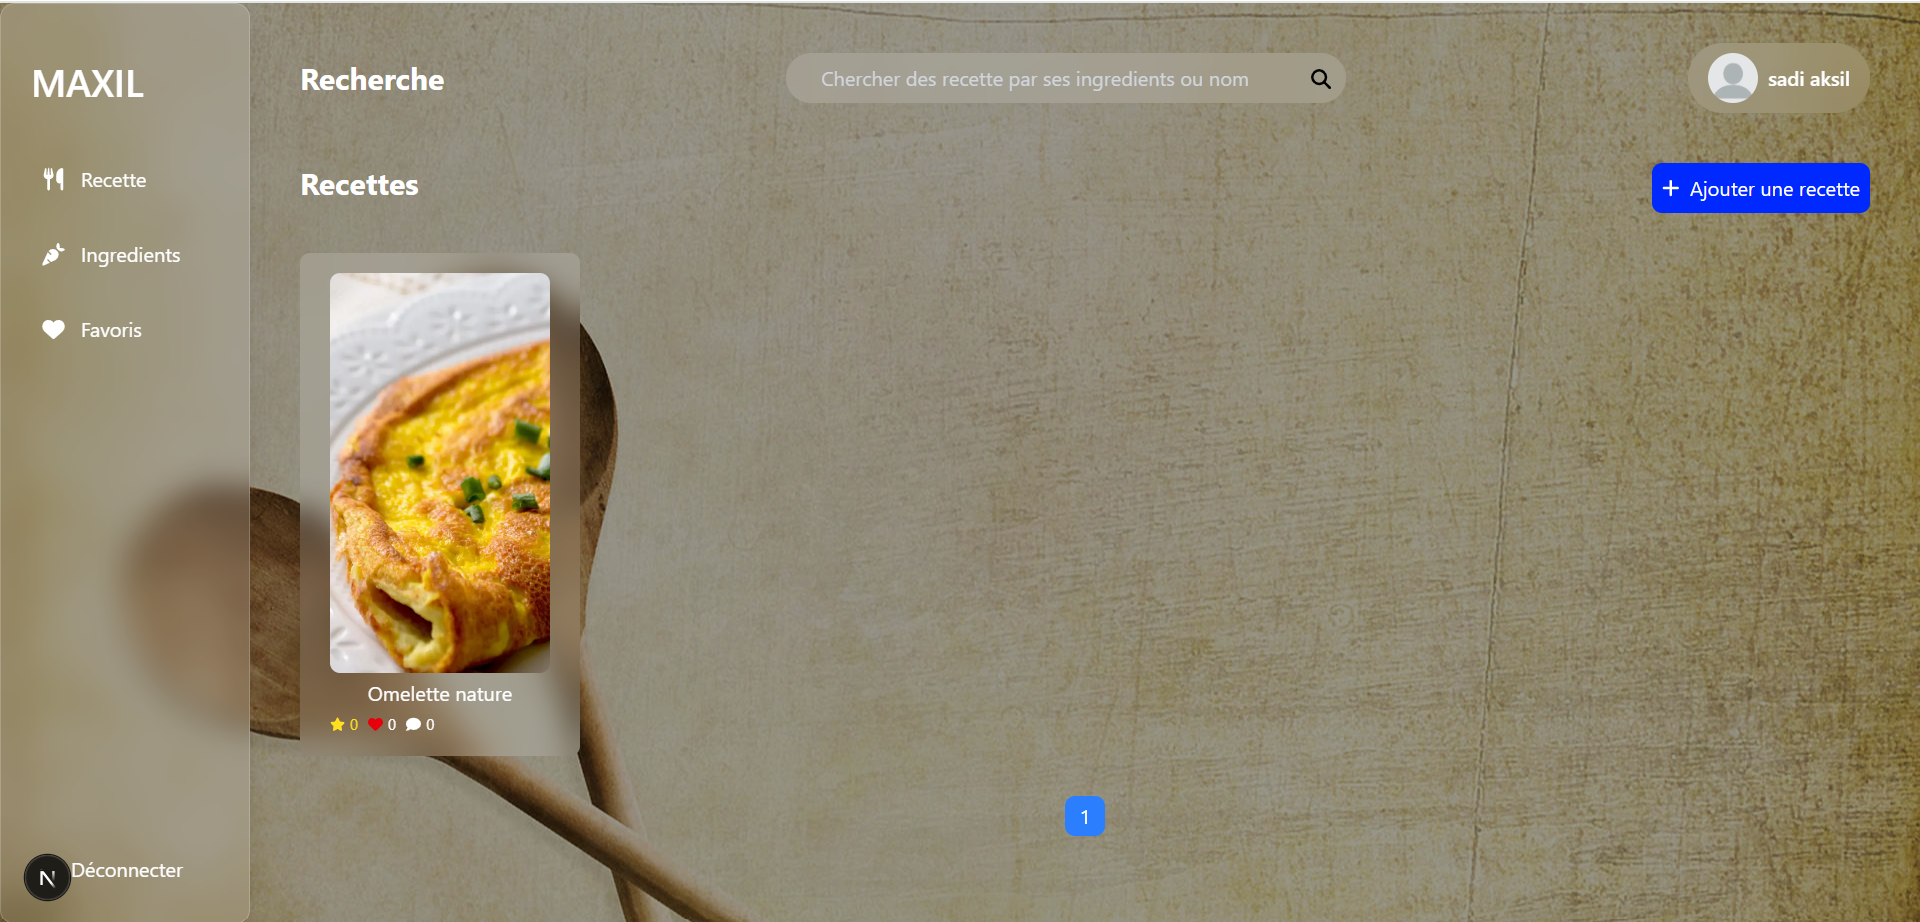 MAXIL
Recette
Ingredients
Favoris
N Déconnecter
Recherche
Chercher des recette par ses ingredients ou nom
sadi aksil
Recettes
+ Ajouter une recette
Omelette nature
0 0 0
1